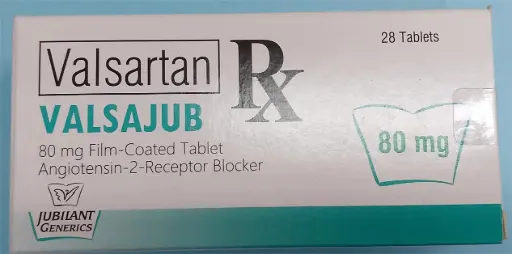 28 Tablets
Valsartan
Rx
VALSAJUB
80 mg Film-Coated Tablet
Angiotensin-2-Receptor Blocker
80 mg
JUBILANT
GENERICS